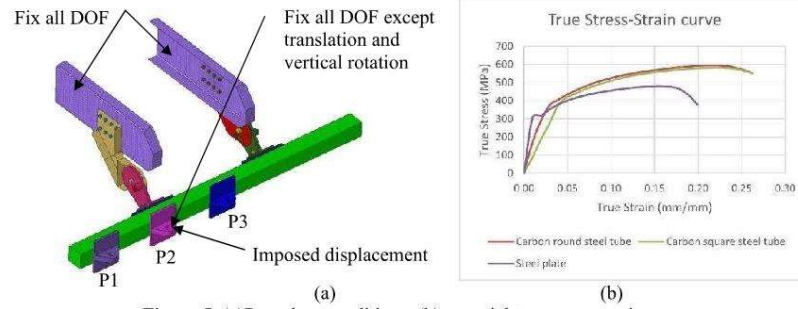 Fix all DOF
Fix all DOF except
translation and
vertical rotation
P3
P2
P1
Imposed displacement
(a)
True Stress-Strain curve
True Stress (MPa)
700
600
500
400
300
200
100
0
0.00 0.05 0.10 0.15 0.20 0.25 0.30
True Strain (mm/mm)
Carbon round steel tube
Carbon square steel tube
Steel plate
(b)